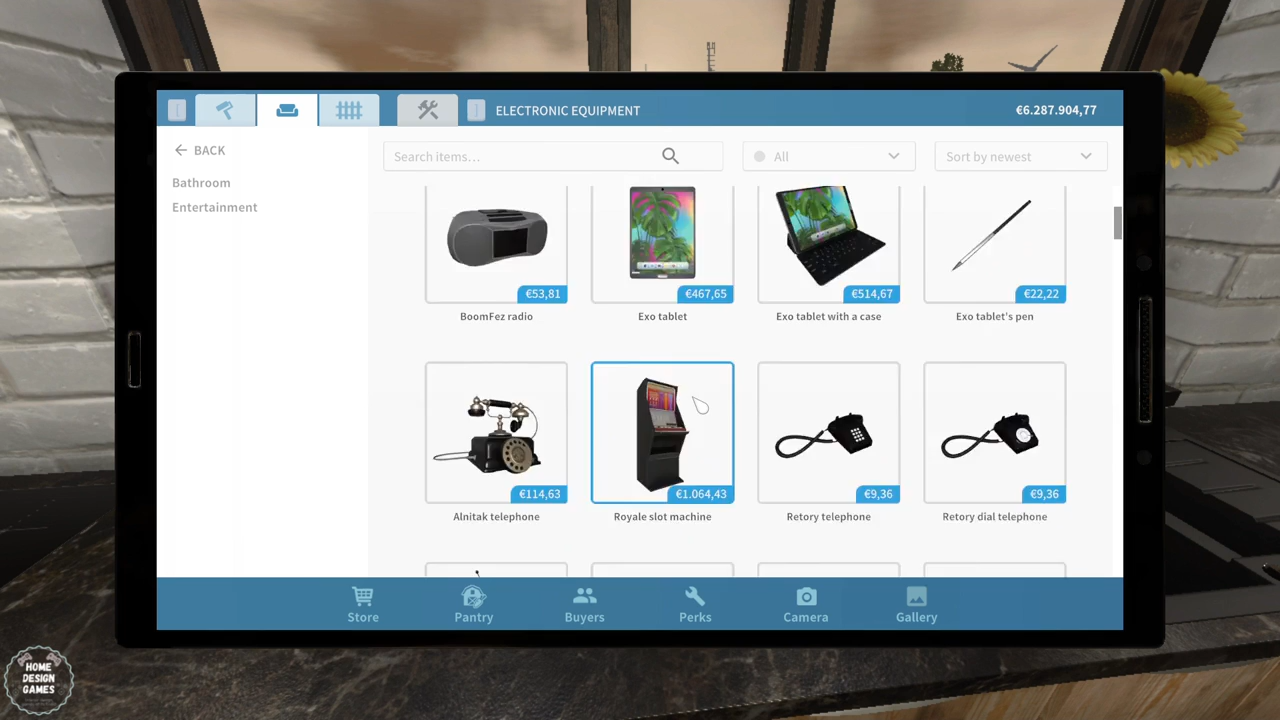 ELECTRONIC EQUIPMENT
€6.287.904,77
BACK
Search items...
All
Sort by newest
Bathroom
Entertainment
€53,81
€467,65
€514,67
€22,22
BoomFez radio
Exo tablet
Exo tablet with a case
Exo tablet's pen
€114,63
€1.064,43
€9,36
€9,36
Alnitak telephone
Royale slot machine
Retory telephone
Retory dial telephone
Store
Pantry
Buyers
Perks
Camera
Gallery
HOME
DESIGN
GAMES